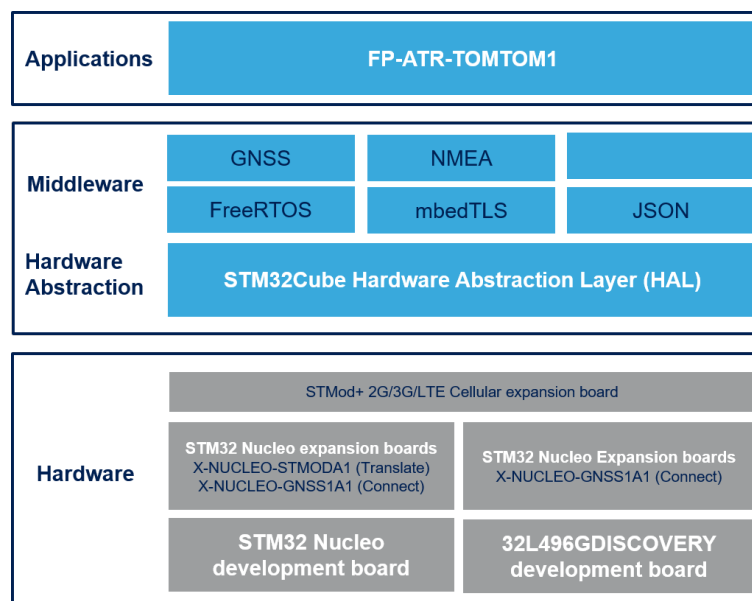 Applications
FP-ATR-TOMTOM1
Middleware
GNSS
NMEA
FreeRTOS
mbedTLS
JSON
Hardware
Abstraction
STM32Cube Hardware Abstraction Layer (HAL)
Hardware
STMod+ 2G/3G/LTE Cellular expansion board
STM32 Nucleo expansion boards
X-NUCLEO-STMODA1 (Translate)
X-NUCLEO-GNSS1A1 (Connect)
STM32 Nucleo Expansion boards
X-NUCLEO-GNSS1A1 (Connect)
STM32 Nucleo
development board
32L496GDISCOVERY
development board